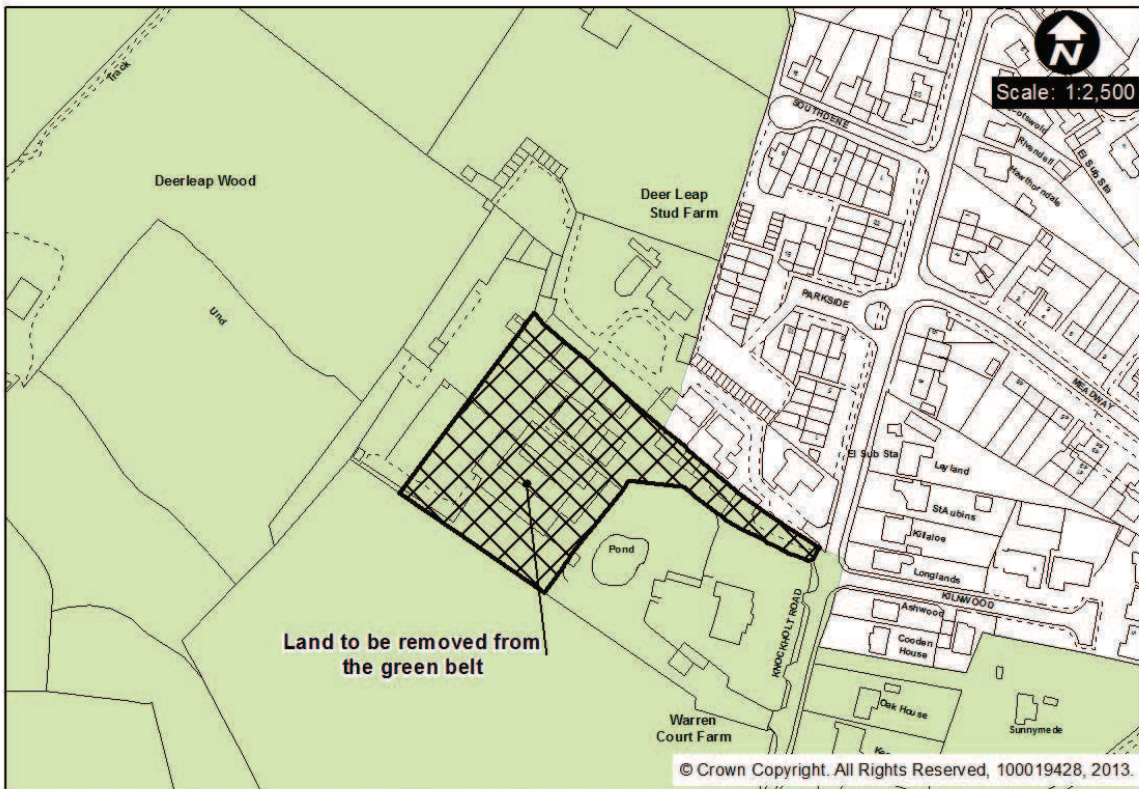 N
Scale: 1:2,500
Track
Deerleap Wood
Und
Deer Leap
Stud Farm
SOUTHDENE
Rivendell
Hawthorndale
El Sub Sta
PARKSIDE
MEADWAY
El Sub Sta
Leyland
St Aubins
Killaloe
Longlands
KILNWOOD
Ashwood
Cooden
House
Pond
KNOCKHOLT ROAD
Land to be removed from
the green belt
Oak House
Sunnymede
Warren
Court Farm
© Crown Copyright. All Rights Reserved, 100019428, 2013.